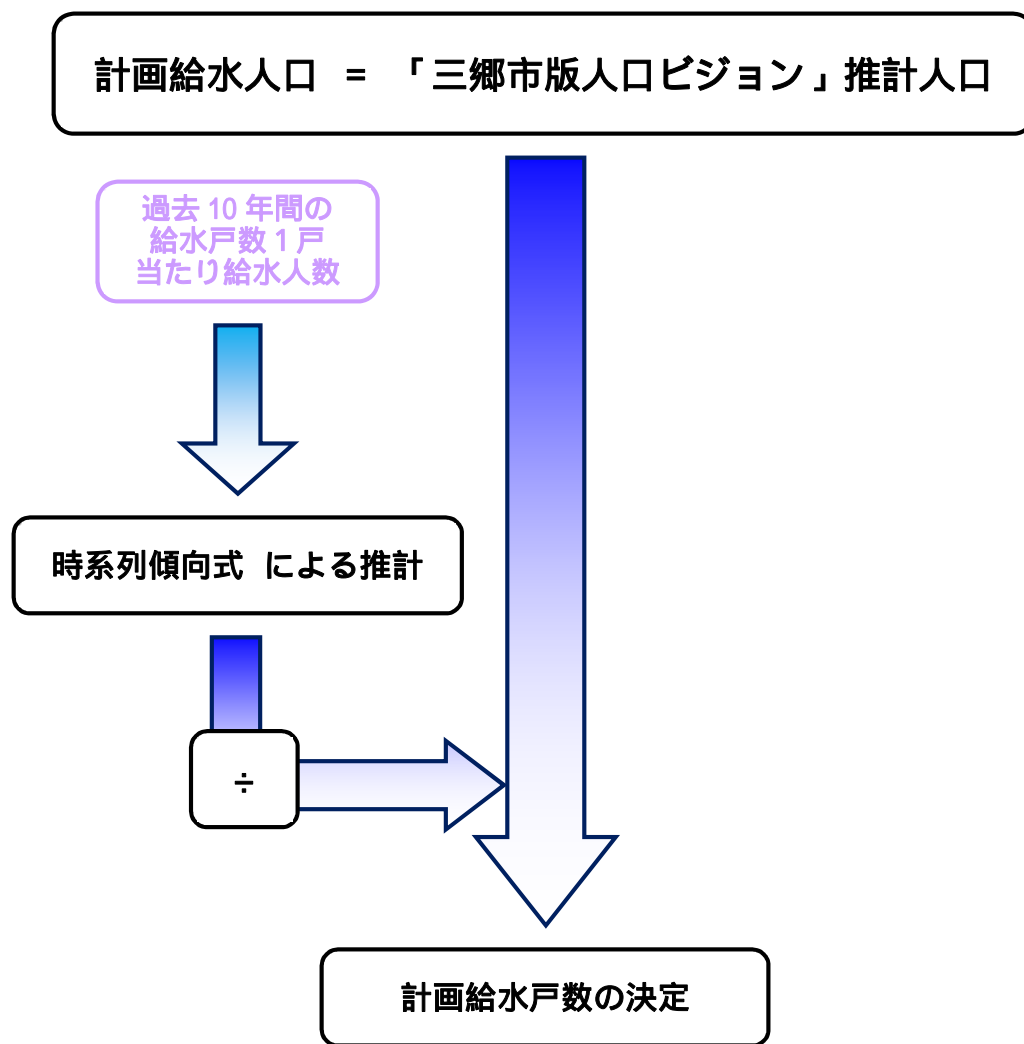 計画給水人口 = 「三郷市版人口ビジョン」推計人口
過去 10 年間の
給水戸数 1 戸
当たり給水人数
時系列傾向式 による推計
÷
計画給水戸数の決定